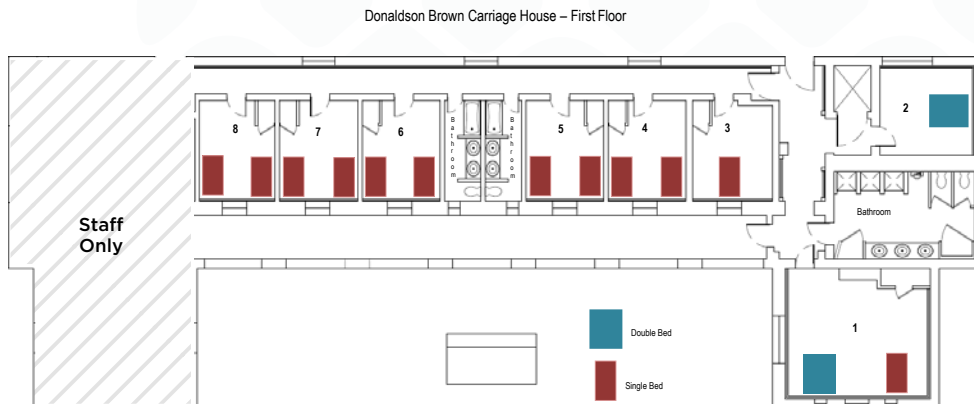 Donaldson Brown Carriage House – First Floor
8
7
6
Bathroom
Bathroom
5
4
3
2
Staff
Only
Bathroom
1
Double Bed
Single Bed